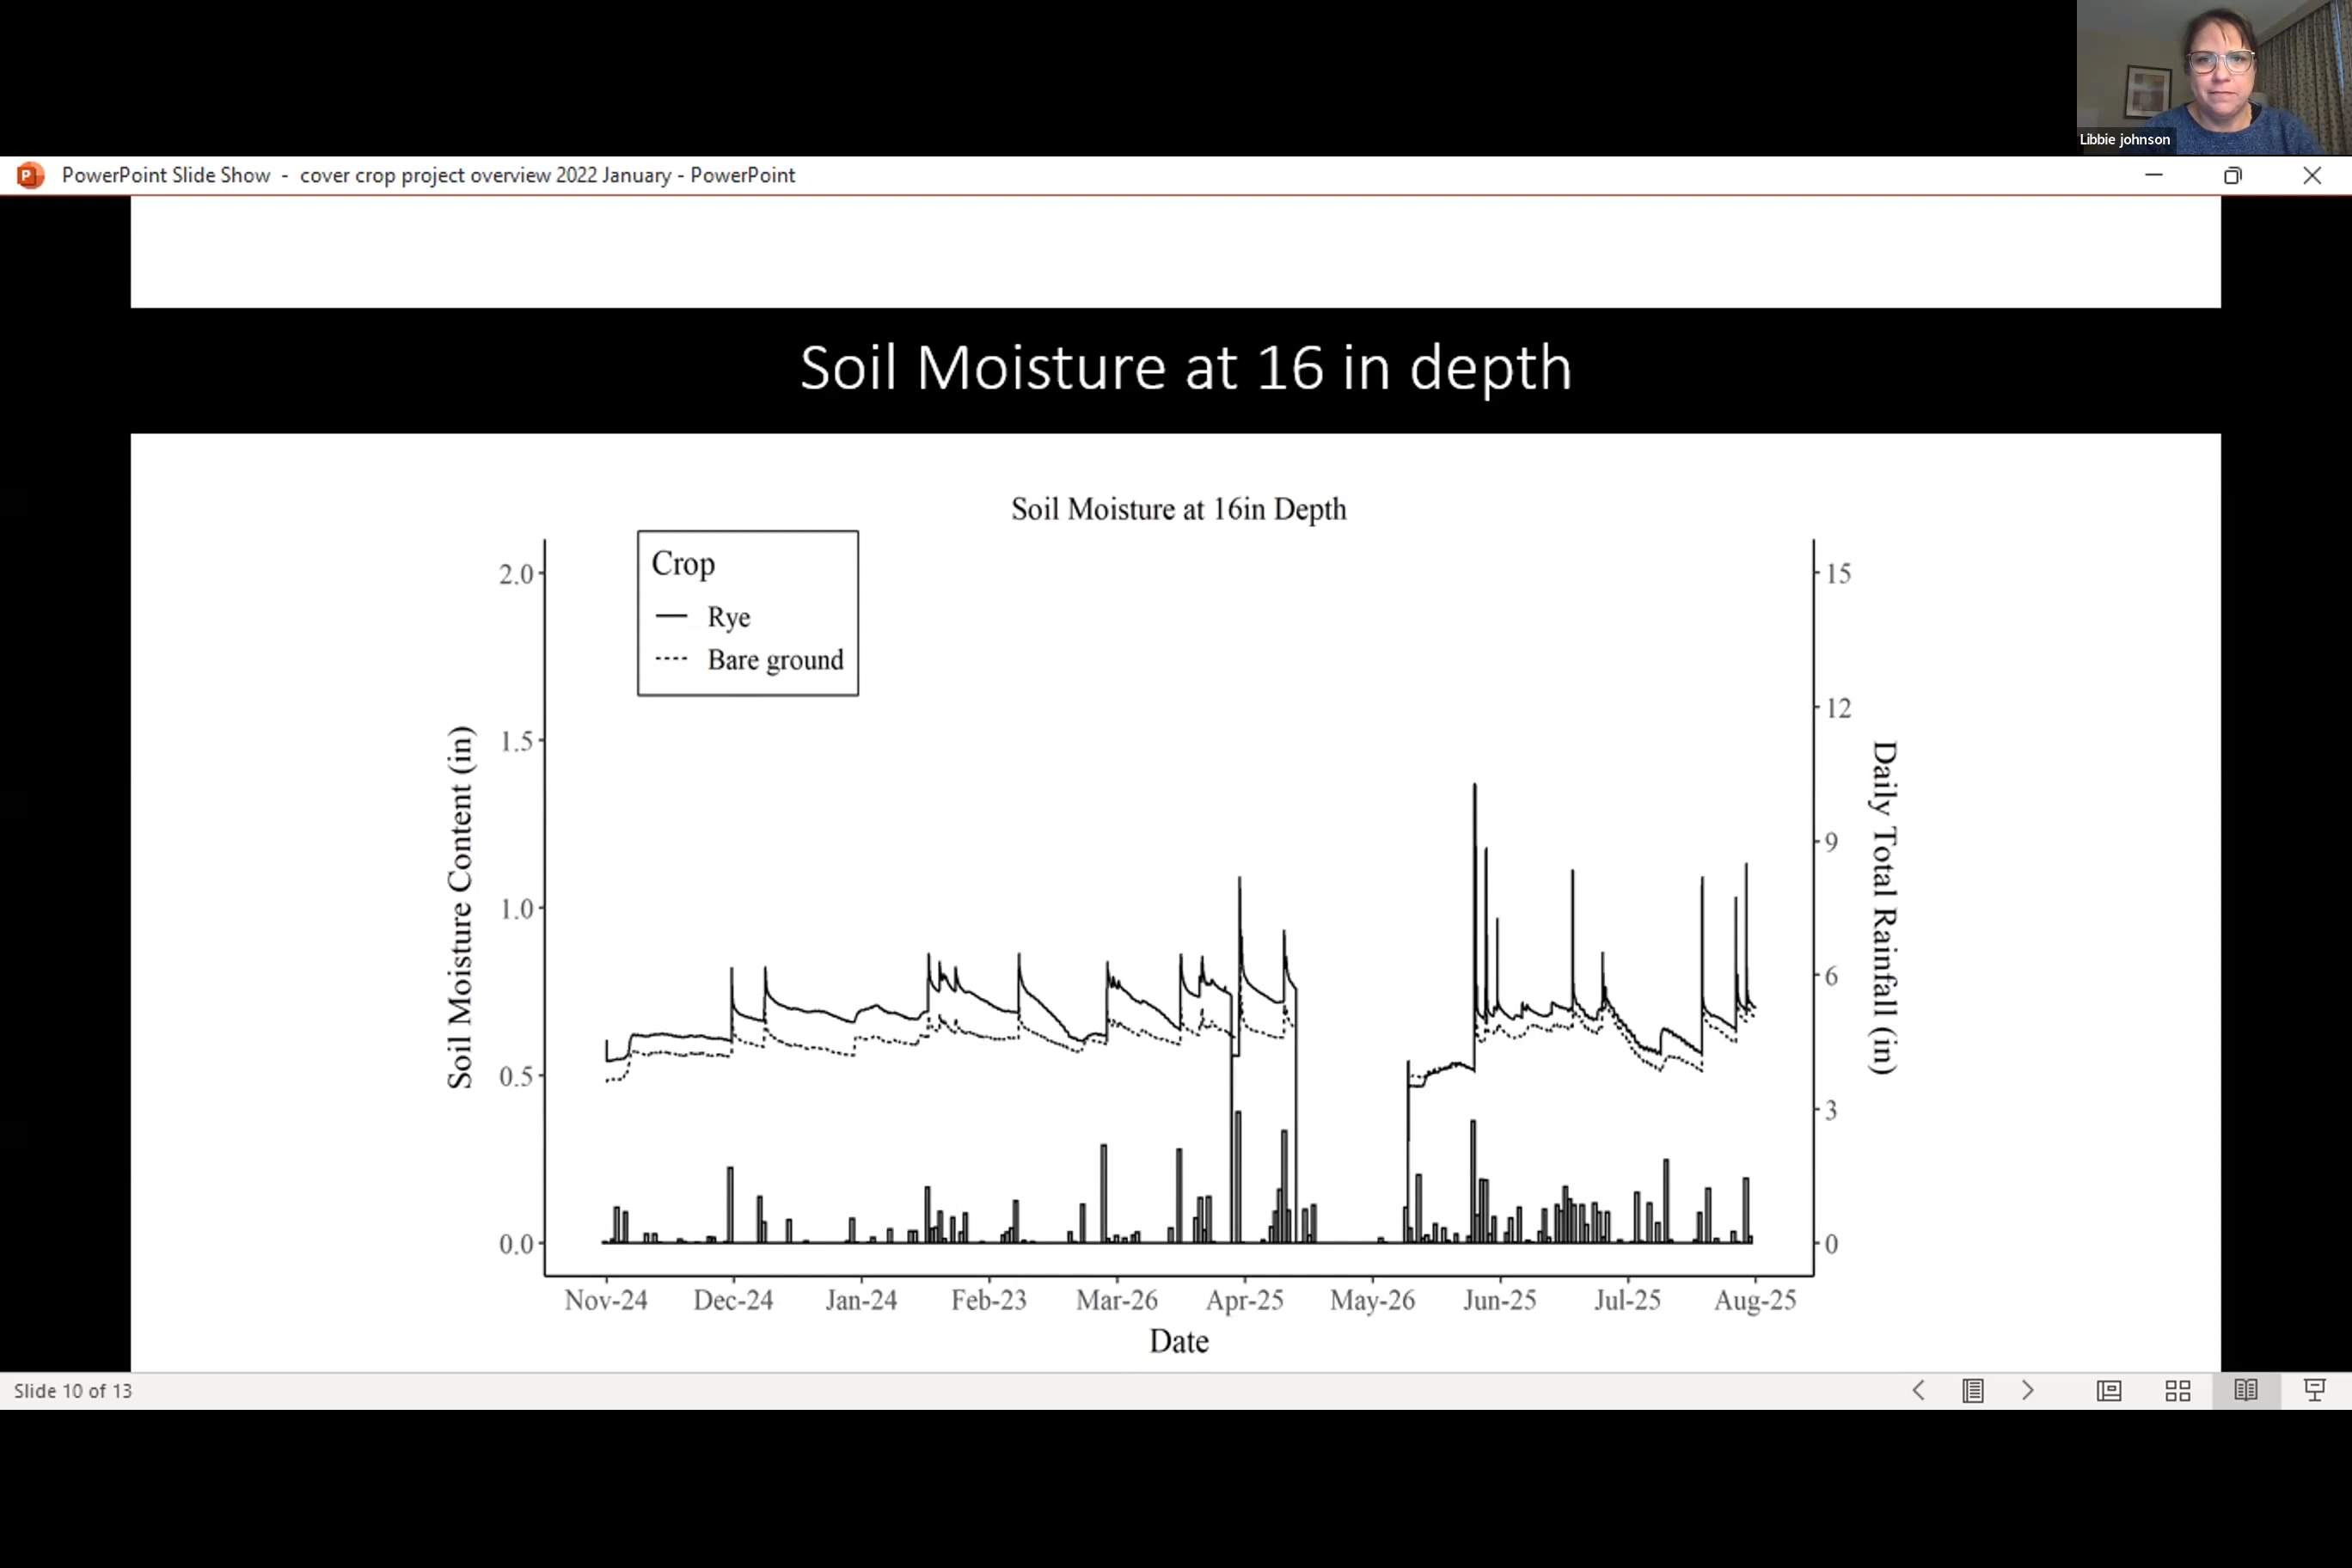 Libbie johnson
PowerPoint Slide Show - cover crop project overview 2022 January - PowerPoint
Soil Moisture at 16 in depth
Soil Moisture at 16in Depth
Crop
Rye
Bare ground
Soil Moisture Content (in)
2.0
1.5
1.0
0.5
0.0
15
12
9
6
3
0
Daily Total Rainfall (in)
Nov-24 Dec-24 Jan-24 Feb-23 Mar-26 Apr-25 May-26 Jun-25 Jul-25 Aug-25
Date
Slide 10 of 13